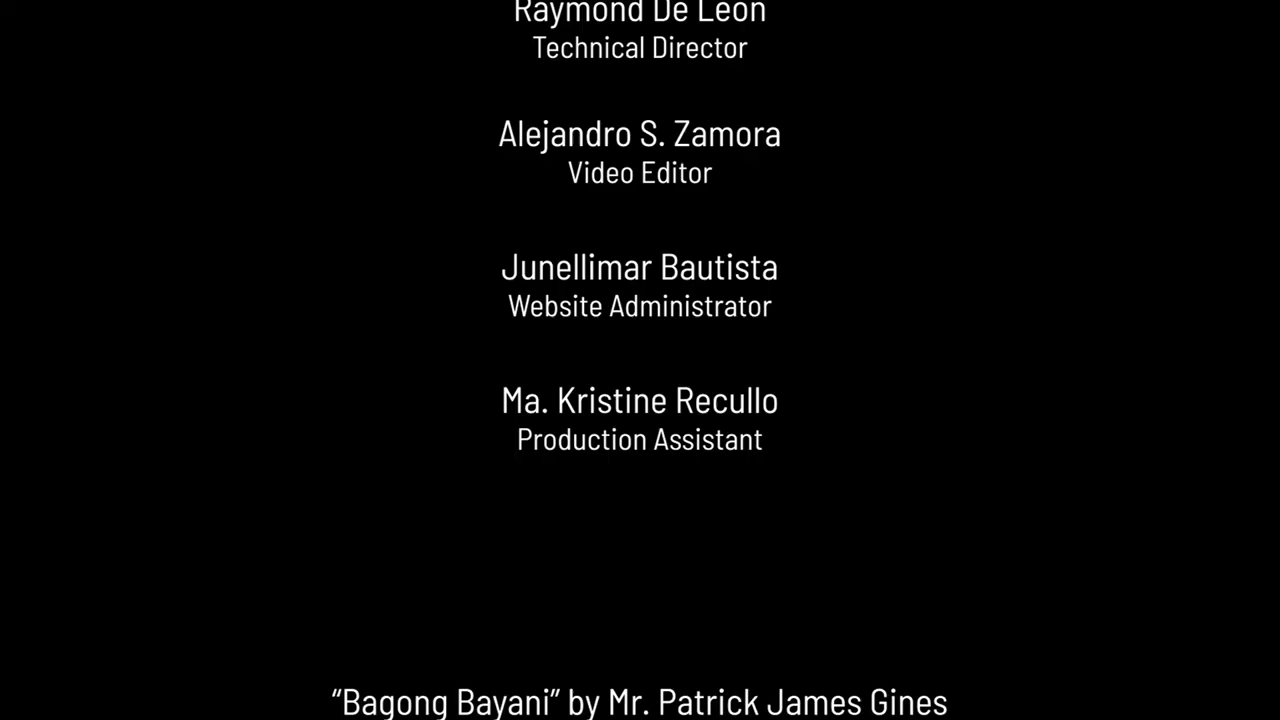 Raymond De Leon
Technical Director
Alejandro S. Zamora
Video Editor
Junellimar Bautista
Website Administrator
Ma. Kristine Recullo
Production Assistant
“Bagong Bayani” by Mr. Patrick James Gines